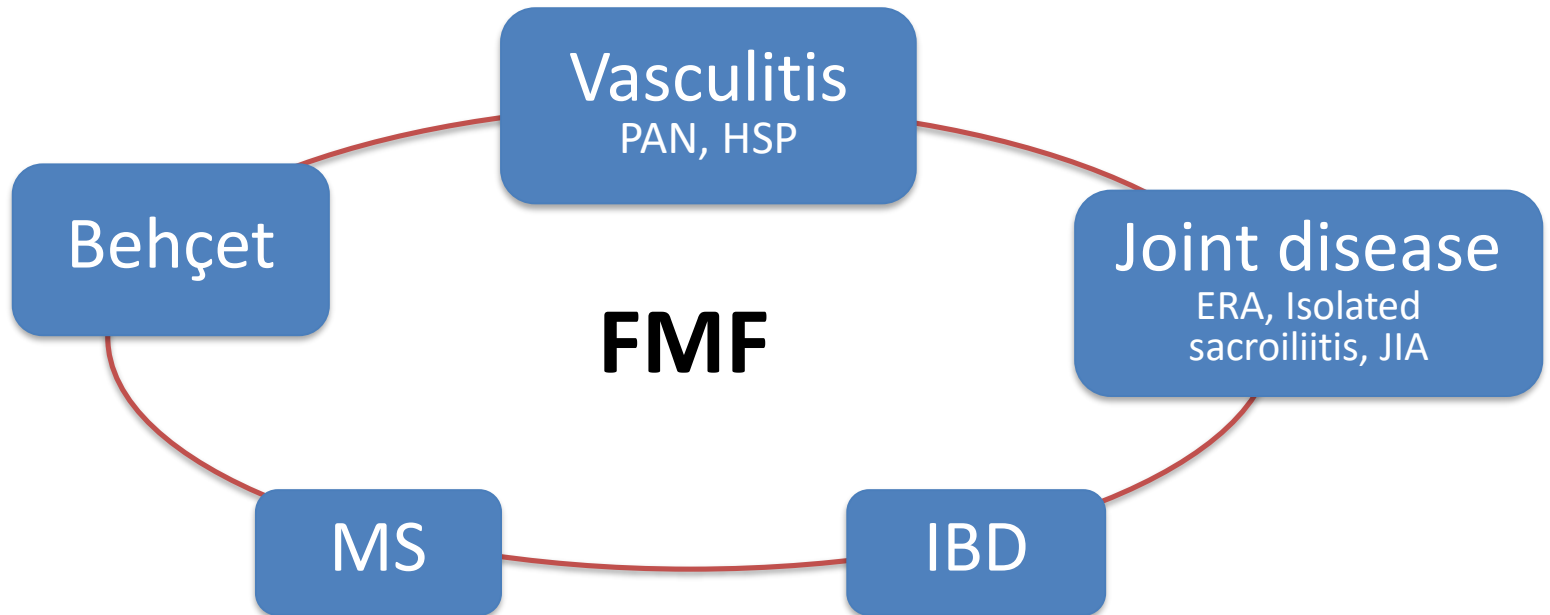 Vasculitis
PAN, HSP
Behçet
Joint disease
ERA, Isolated
sacroiliitis, JIA
FMF
MS
IBD